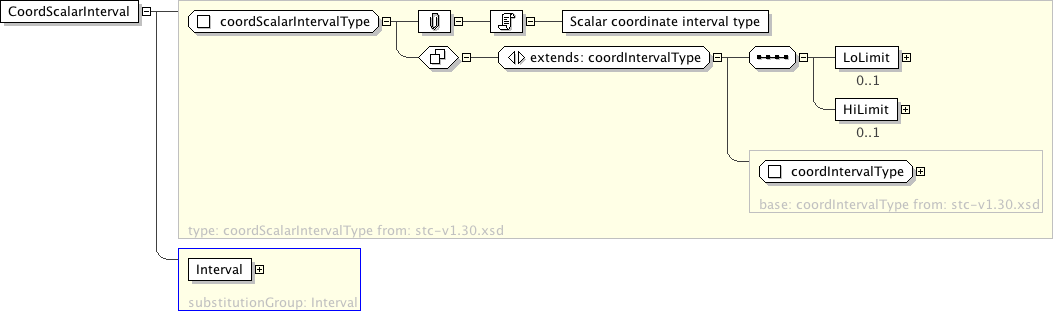 CoordScalarInterval
coordScalarIntervalType
Scalar coordinate interval type
extends: coordIntervalType
LoLimit
0..1
HiLimit
0..1
coordIntervalType
base: coordIntervalType from: stc-v1.30.xsd
type: coordScalarIntervalType from: stc-v1.30.xsd
Interval
substitutionGroup: Interval